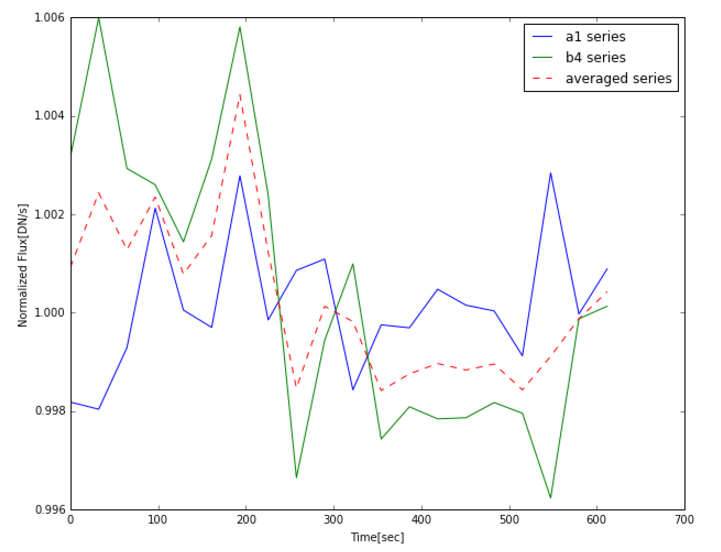 1.006
1.004
1.002
1.000
0.998
0.996
Normalized Flux[DN/s]
a1 series
b4 series
averaged series
0 100 200 300 400 500 600 700
Time[sec]